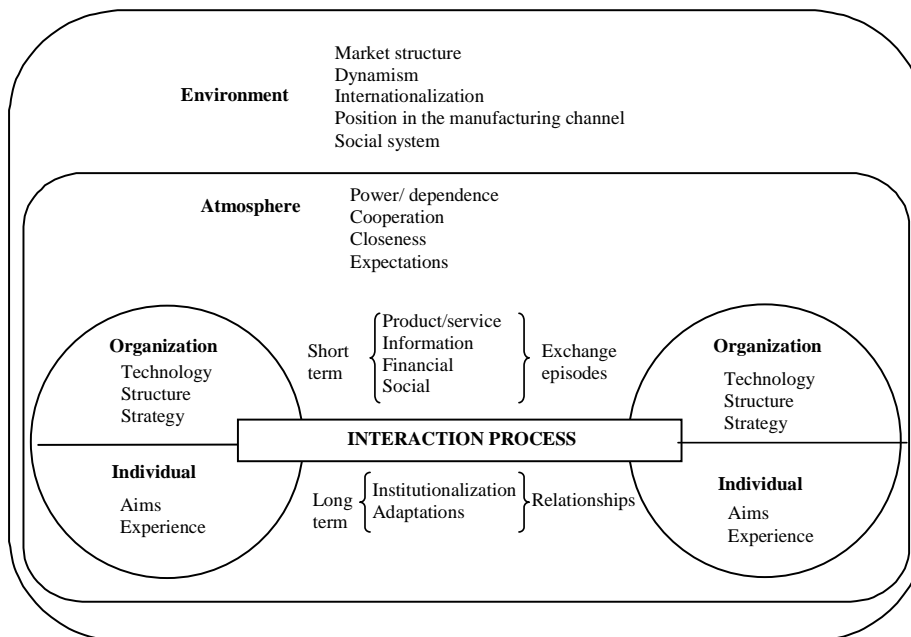 Market structure
Dynamism
Environment
Internationalization
Position in the manufacturing channel
Social system
Power/ dependence
Atmosphere
Cooperation
Closeness
Expectations
Organization
Technology
Structure
Strategy
Individual
Aims
Experience
Short
term
Product/service
Information
Financial
Social
Exchange
episodes
INTERACTION PROCESS
Long
term
Institutionalization
Adaptations
Relationships
Organization
Technology
Structure
Strategy
Individual
Aims
Experience